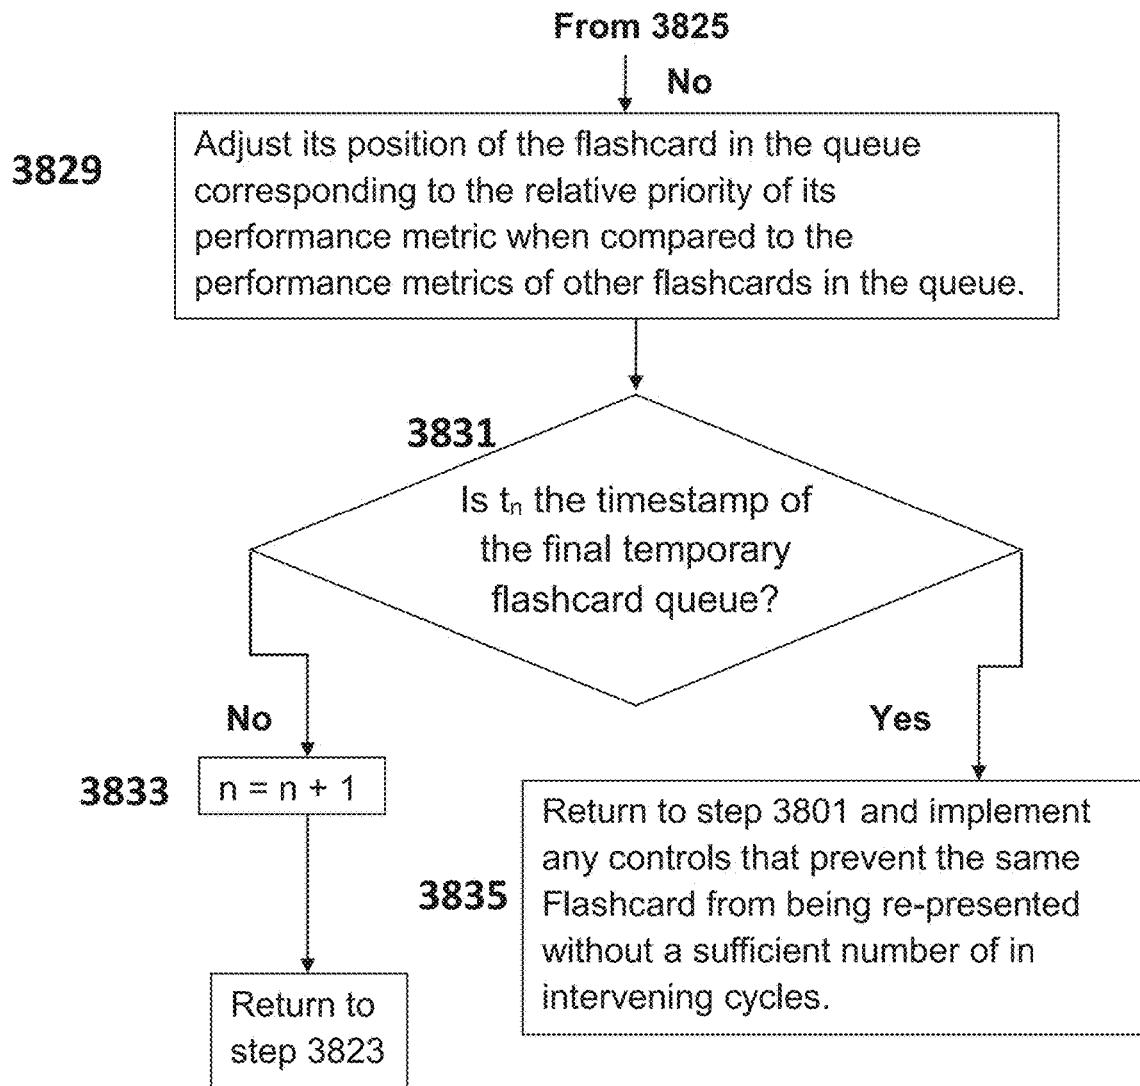 From 3825
No
3829
Adjust its position of the flashcard in the queue
corresponding to the relative priority of its
performance metric when compared to the
performance metrics of other flashcards in the queue.
3831
Is tₙ the timestamp of
the final temporary
flashcard queue?
No
Yes
3833
n = n + 1
3835
Return to step 3801 and implement
any controls that prevent the same
Flashcard from being re-presented
without a sufficient number of in
intervening cycles.
Return to
step 3823